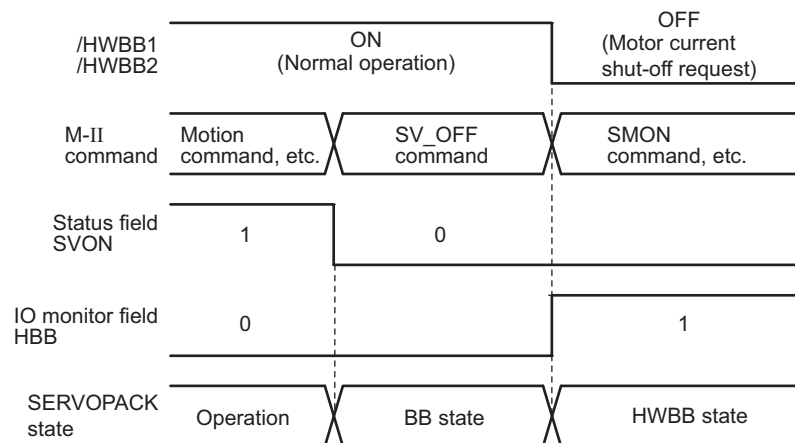 /HWBB1
/HWBB2
ON
(Normal operation)
OFF
(Motor current
shut-off request)
M-II
command
Motion
command, etc.
SV_OFF
command
SMON
command, etc.
Status field
SVON
1
0
IO monitor field
HBB
0
1
SERVOPACK
state
Operation
BB state
HWBB state